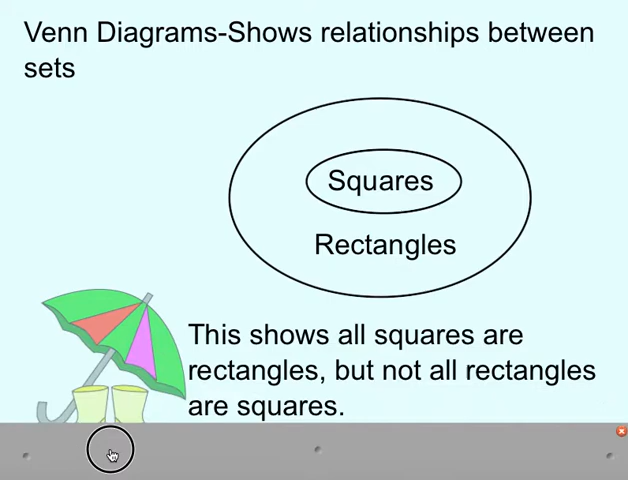 Venn Diagrams-Shows relationships between
sets
Squares
Rectangles
This shows all squares are
rectangles, but not all rectangles
are squares.